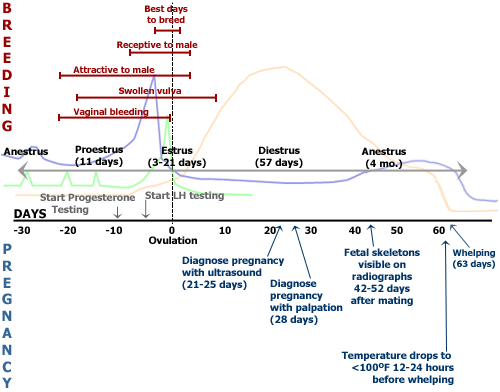 BREEDING
Best days
to breed
Receptive to male
Attractive to male
Swollen vulva
Vaginal bleeding
Anestrus
Proestrus
(11 days)
Estrus
(3-21 days)
Diestrus
(57 days)
Anestrus
(4 mo.)
Start Progesterone
Testing
Start LH testing
DAYS
-30 -20 -10 0 10 20 30 40 50 60
Ovulation
PREGNANCY
Diagnose pregnancy
with ultrasound
(21-25 days)
Diagnose
pregnancy
with palpation
(28 days)
Fetal skeletons
visible on
radiographs
42-52 days
after mating
Whelping
(63 days)
Temperature drops to
<100ºF 12-24 hours
before whelping